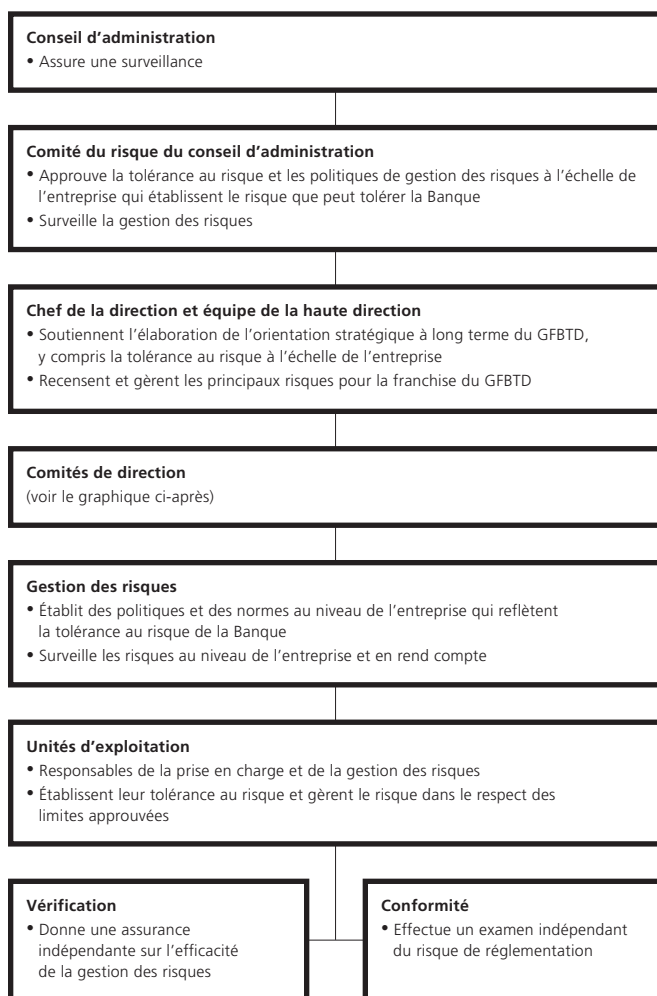 Conseil d'administration
• Assure une surveillance
Comité du risque du conseil d'administration
• Approuve la tolérance au risque et les politiques de gestion des risques à l'échelle de
l'entreprise qui établissent le risque que peut tolérer la Banque
• Surveille la gestion des risques
Chef de la direction et équipe de la haute direction
• Soutiennent l'élaboration de l'orientation stratégique à long terme du GFBTD,
y compris la tolérance au risque à l'échelle de l'entreprise
• Recensent et gèrent les principaux risques pour la franchise du GFBTD
Comités de direction
(voir le graphique ci-après)
Gestion des risques
• Établit des politiques et des normes au niveau de l'entreprise qui reflètent
la tolérance au risque de la Banque
• Surveille les risques au niveau de l'entreprise et en rend compte
Unités d'exploitation
• Responsables de la prise en charge et de la gestion des risques
• Établissent leur tolérance au risque et gèrent le risque dans le respect des
limites approuvées
Vérification
• Donne une assurance
indépendante sur l'efficacité
de la gestion des risques
Conformité
• Effectue un examen indépendant
du risque de réglementation